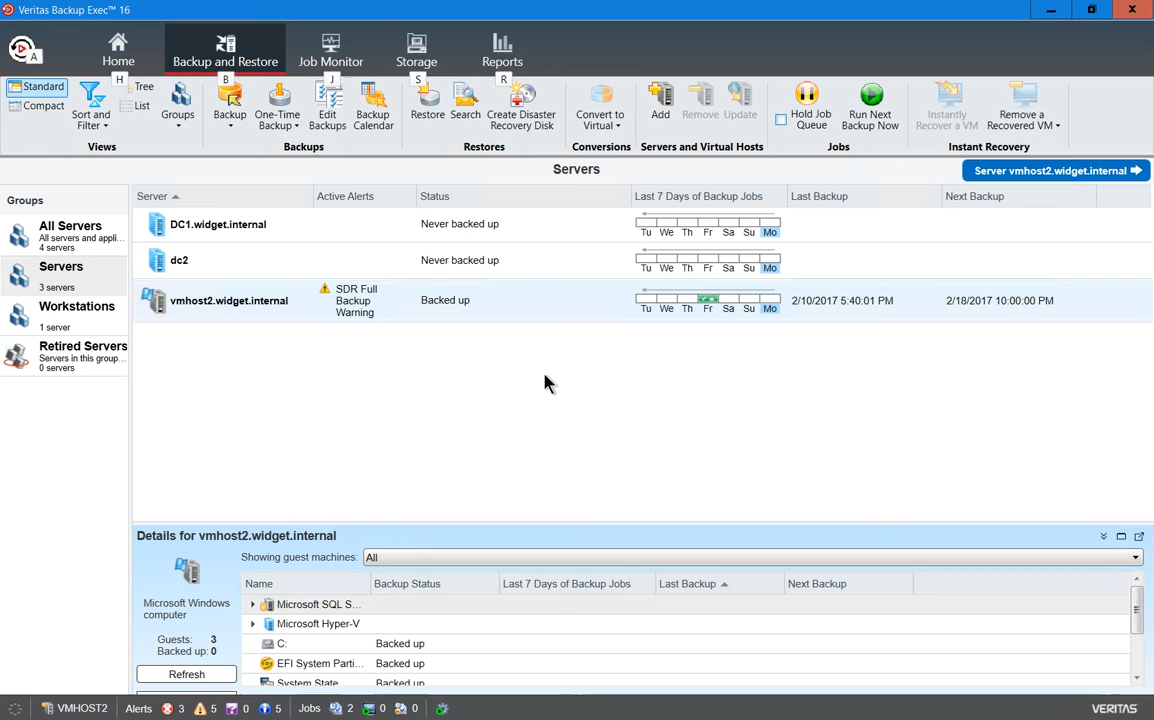 Veritas Backup Exec™ 16
A
Home
Backup and Restore
Job Monitor
Storage
Reports
H
B
J
S
R
Standard
Compact
Sort and
Filter
Tree
List
Groups
Views
Backup
One-Time
Backup
Edit
Backups
Backup
Calendar
Backups
Restore
Search
Create Disaster
Recovery Disk
Restores
Convert to
Virtual
Conversions
Add
Remove
Update
Servers and Virtual Hosts
Hold Job
Queue
Run Next
Backup Now
Jobs
Instantly
Recover a VM
Remove a
Recovered VM
Instant Recovery
Servers
Server vmhost2.widget.internal
Groups
All Servers
All servers and appli...
4 servers
Servers
3 servers
Workstations
1 server
Retired Servers
Servers in this group...
0 servers
Server
Active Alerts
Status
Last 7 Days of Backup Jobs
Last Backup
Next Backup
DC1.widget.internal
Never backed up
Tu We Th Fr Sa Su Mo
dc2
Never backed up
Tu We Th Fr Sa Su Mo
vmhost2.widget.internal
SDR Full
Backup
Warning
Backed up
Tu We Th Fr Sa Su Mo
2/10/2017 5:40:01 PM
2/18/2017 10:00:00 PM
Details for vmhost2.widget.internal
Microsoft Windows
computer
Guests: 3
Backed up: 0
Refresh
Showing guest machines: All
Name
Backup Status
Last 7 Days of Backup Jobs
Last Backup
Next Backup
Microsoft SQL S...
Microsoft Hyper-V
C: Backed up
EFI System Parti... Backed up
System State Backed up
VMHOST2
Alerts 3 5 0 5
Jobs 2 0 0
VERITAS